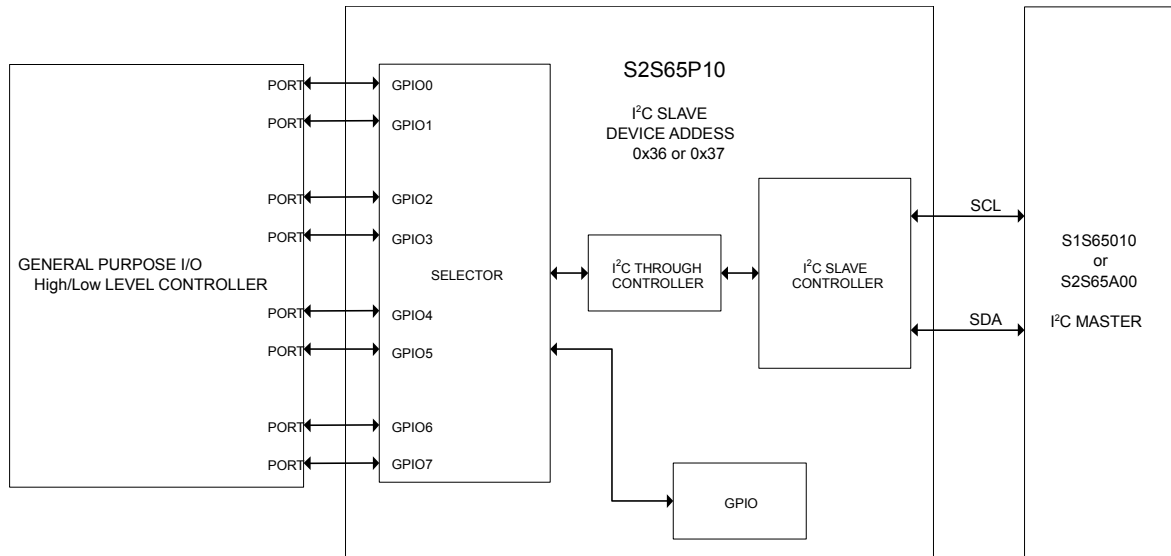 PORT
GPIO0
PORT
GPIO1
PORT
GPIO2
PORT
GPIO3
GENERAL PURPOSE I/O
High/Low LEVEL CONTROLLER
PORT
GPIO4
PORT
GPIO5
PORT
GPIO6
PORT
GPIO7
SELECTOR
S2S65P10
I²C SLAVE
DEVICE ADDESS
0x36 or 0x37
I²C THROUGH
CONTROLLER
I²C SLAVE
CONTROLLER
GPIO
SCL
SDA
S1S65010
or
S2S65A00
I²C MASTER